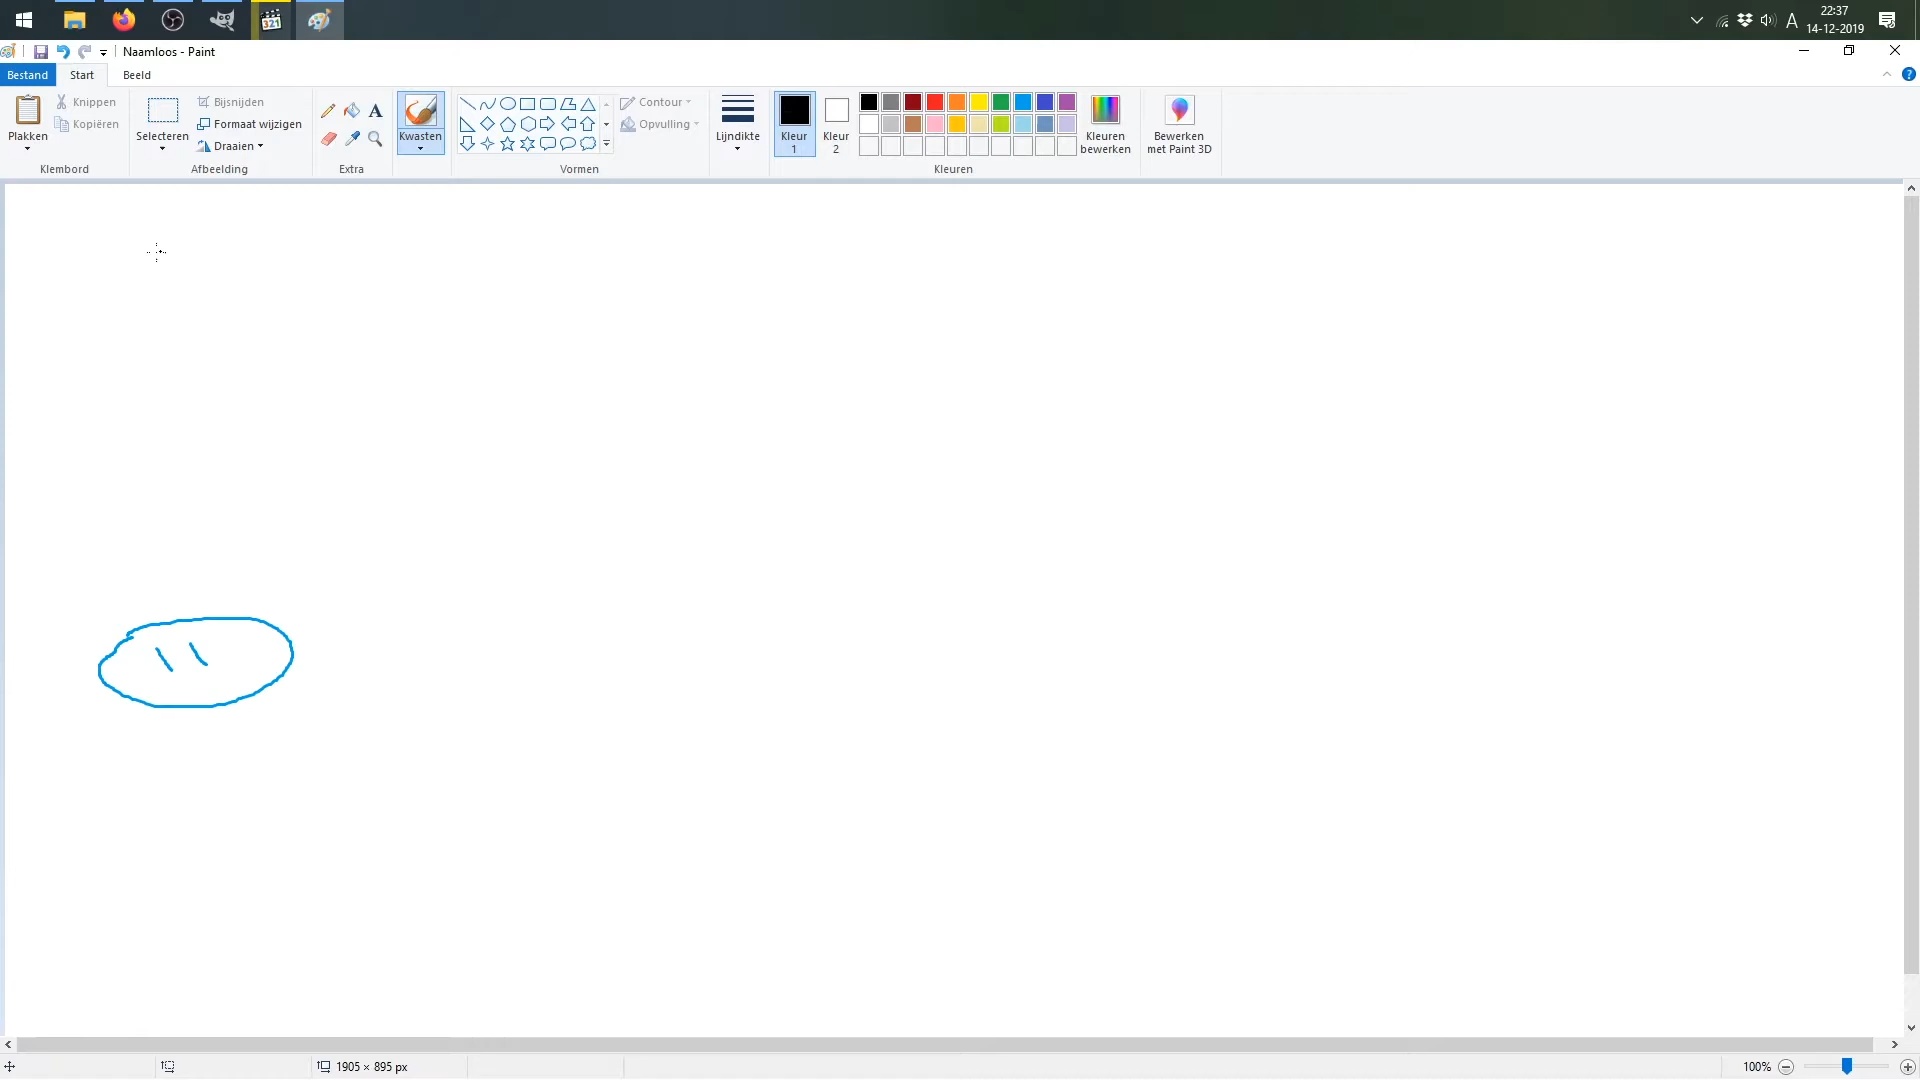 321
A
22:37
14-12-2019
Naamloos - Paint
Bestand
Start
Beeld
Plakken
Knippen
Kopiëren
Klembord
Selecteren
Bijsnijden
Formaat wijzigen
Draaien
Afbeelding
A
Extra
Kwasten
Contour
Opvulling
Vormen
Lijndikte
Kleur
1
Kleur
2
Kleuren
bewerken
Kleuren
Bewerken
met Paint 3D
1905 × 895 px
100%